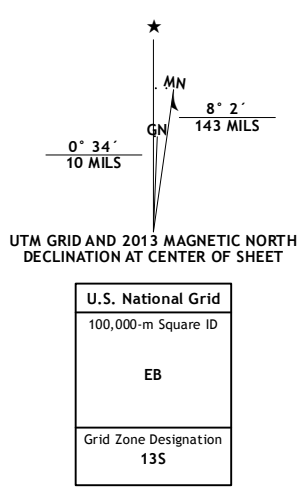 ★
MN
GN
8° 2´
143 MILS
0° 34´
10 MILS
UTM GRID AND 2013 MAGNETIC NORTH
DECLINATION AT CENTER OF SHEET
U.S. National Grid
100,000-m Square ID
EB
Grid Zone Designation
13S